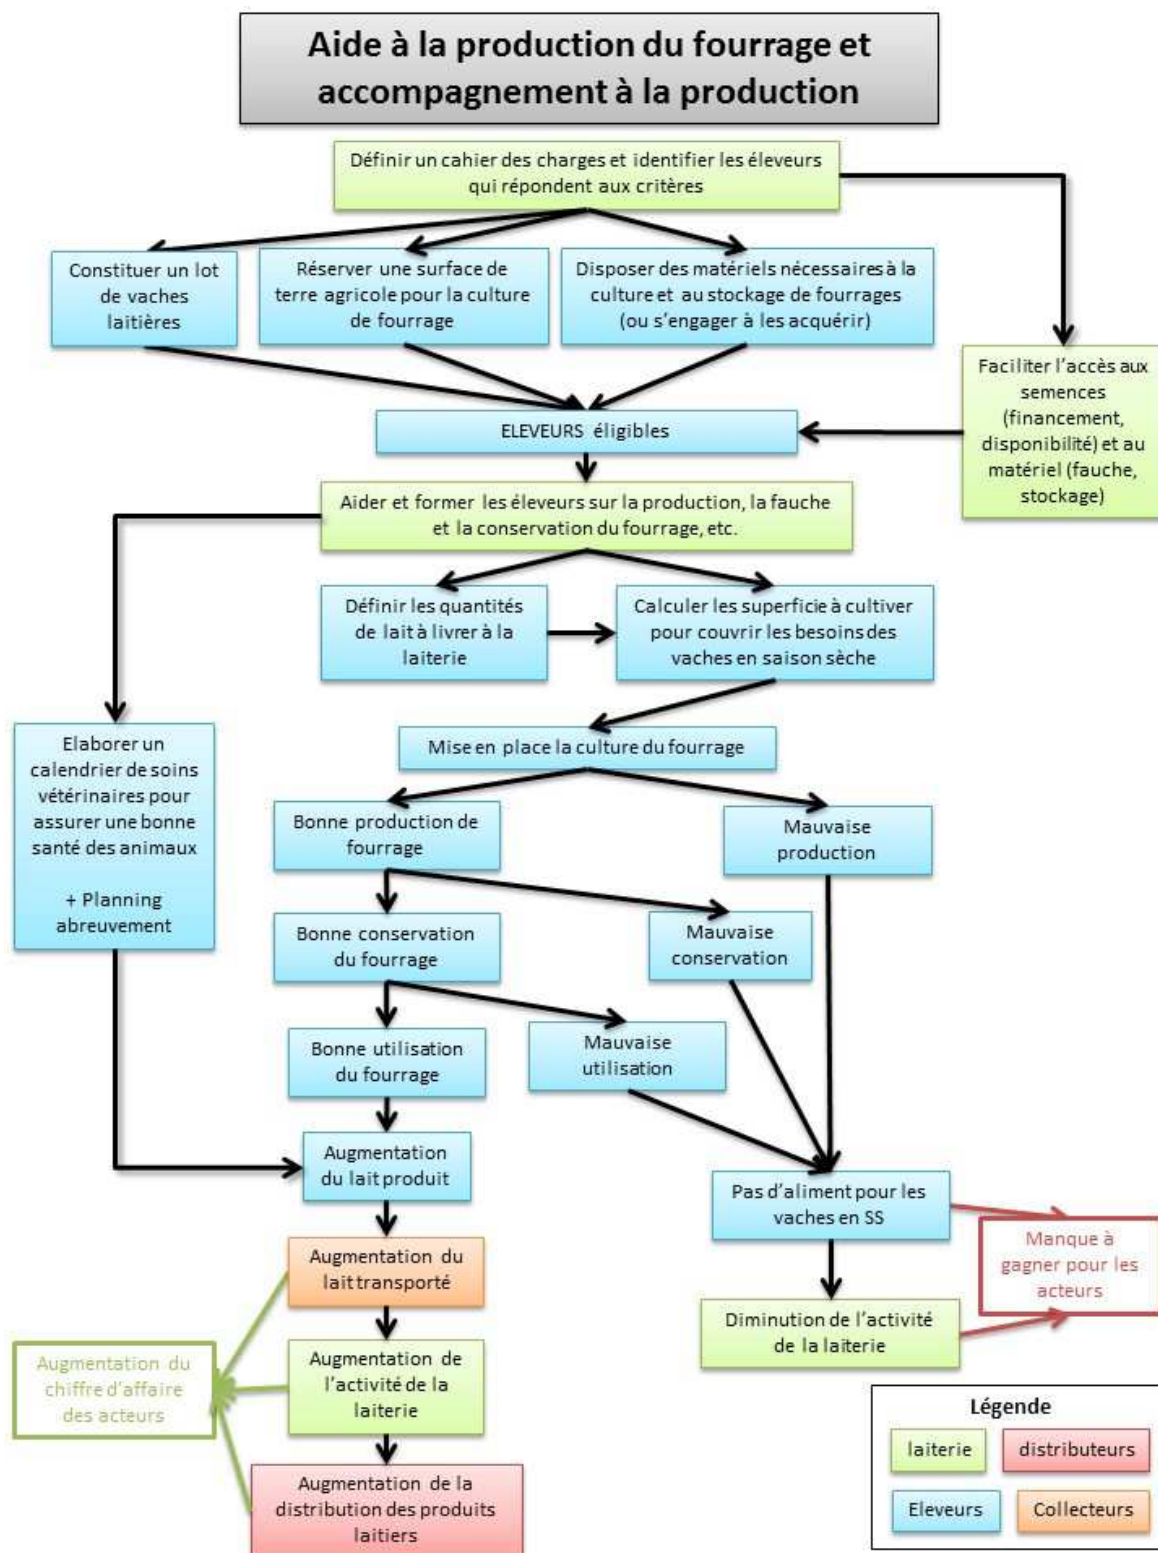 Aide à la production du fourrage et
accompagnement à la production
Définir un cahier des charges et identifier les éleveurs
qui répondent aux critères
Constituer un lot
de vaches
laitières
Réserver une surface de
terre agricole pour la culture
de fourrage
Disposer des matériels nécessaires à la
culture et au stockage de fourrages
(ou s'engager à les acquérir)
Faciliter l'accès aux
semences
(financement,
disponibilité) et au
matériel (fauche,
stockage)
ELEVEURS éligibles
Aider et former les éleveurs sur la production, la fauche
et la conservation du fourrage, etc.
Définir les quantités
de lait à livrer à la
laiterie
Calculer les superficie à cultiver
pour couvrir les besoins des
vaches en saison sèche
Elaborer un
calendrier de soins
vétérinaires pour
assurer une bonne
santé des animaux
+ Planning
abreuvement
Mise en place la culture du fourrage
Bonne production de
fourrage
Mauvaise
production
Bonne conservation
du fourrage
Mauvaise
conservation
Bonne utilisation
du fourrage
Mauvaise
utilisation
Augmentation
du lait produit
Pas d'aliment pour les
vaches en SS
Augmentation du
lait transporté
Manque à
gagner pour les
acteurs
Diminution de l'activité
de la laiterie
Augmentation du
chiffre d'affaire
des acteurs
Augmentation de
l'activité de la
laiterie
Augmentation de la
distribution des produits
laitiers
Légende
laiterie
distributeurs
Eleveurs
Collecteurs